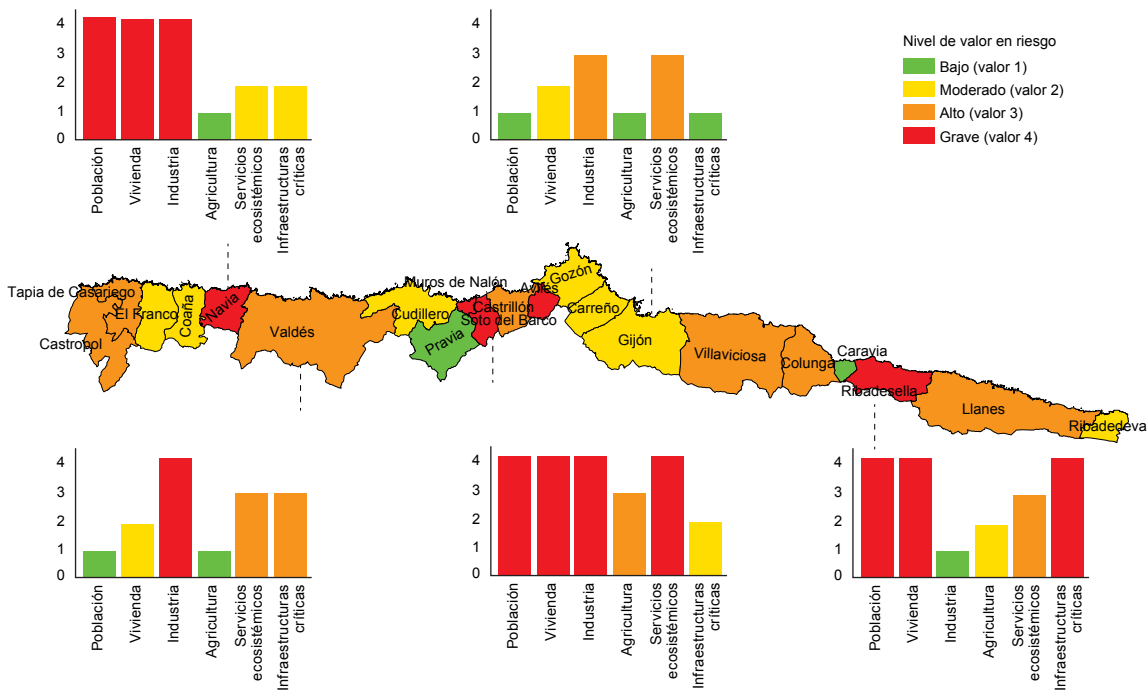 4
3
2
1
0
Población
Vivienda
Industria
Agricultura
Servicios
ecosistémicos
Infraestructuras
críticas
4
3
2
1
0
Población
Vivienda
Industria
Agricultura
Servicios
ecosistémicos
Infraestructuras
críticas
Nivel de valor en riesgo
Bajo (valor 1)
Moderado (valor 2)
Alto (valor 3)
Grave (valor 4)
Tapia de Casariego
Castropol
El Franco
Coaña
Navia
Valdés
Cudillero
Muros de Nalón
Pravia
Soto del Barco
Castrillón
Avilés
Gozón
Carreño
Gijón
Villaviciosa
Colunga
Caravia
Ribadesella
Llanes
Ribadedeva
4
3
2
1
0
Población
Vivienda
Industria
Agricultura
Servicios
ecosistémicos
Infraestructuras
críticas
4
3
2
1
0
Población
Vivienda
Industria
Agricultura
Servicios
ecosistémicos
Infraestructuras
críticas
4
3
2
1
0
Población
Vivienda
Industria
Agricultura
Servicios
ecosistémicos
Infraestructuras
críticas